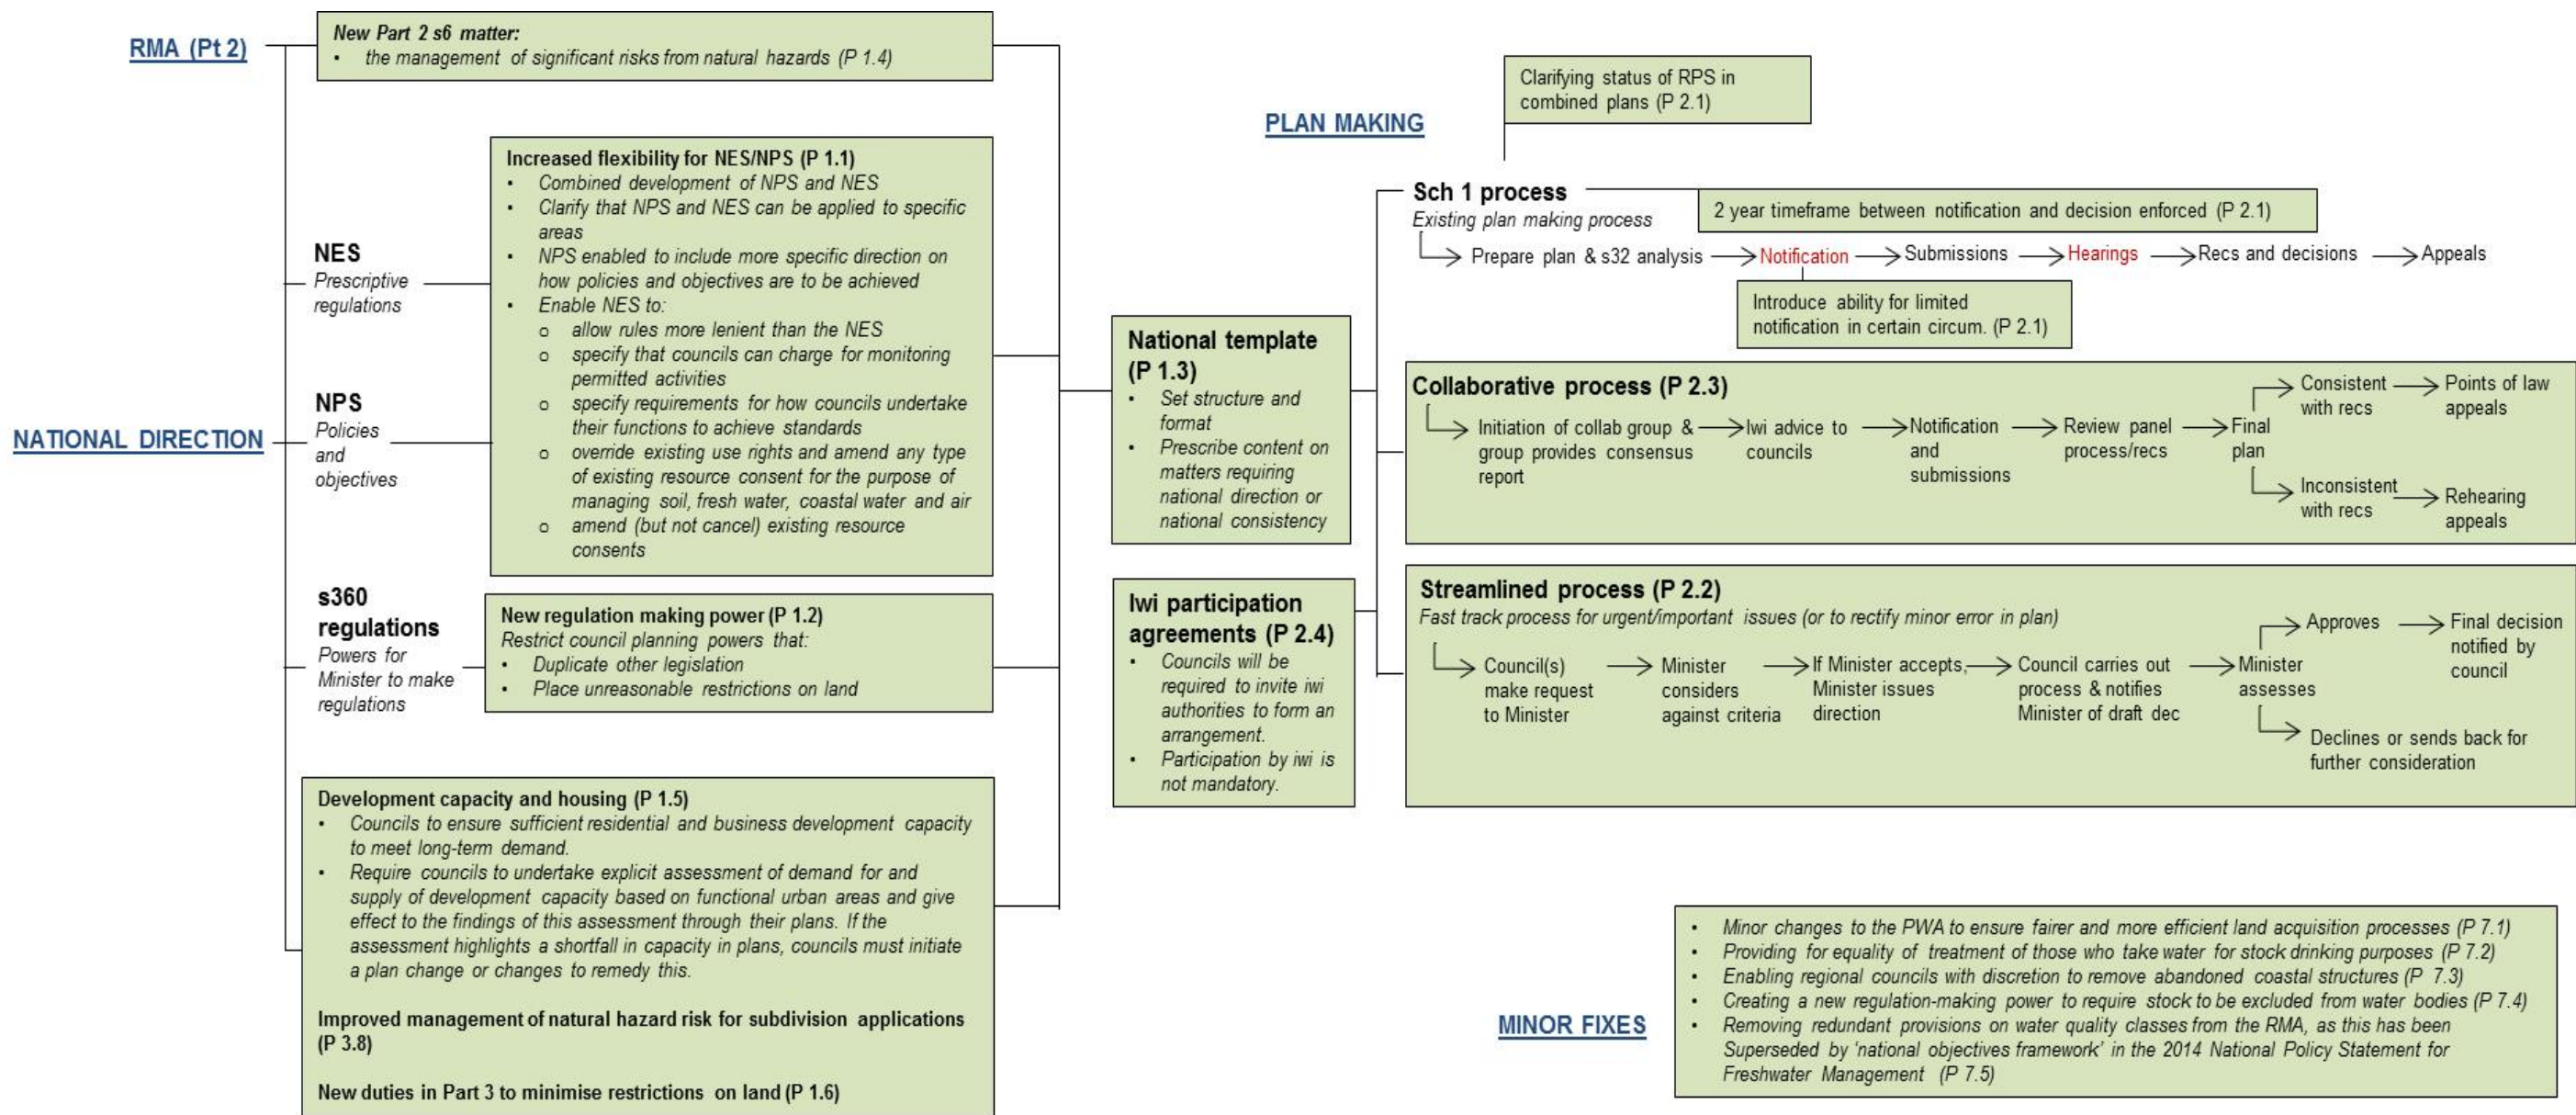 RMA (Pt 2)
New Part 2 s6 matter:
• the management of significant risks from natural hazards (P 1.4)
NATIONAL DIRECTION
NES
Prescriptive
regulations
NPS
Policies
and
objectives
Increased flexibility for NES/NPS (P 1.1)
• Combined development of NPS and NES
• Clarify that NPS and NES can be applied to specific
areas
• NPS enabled to include more specific direction on
how policies and objectives are to be achieved
• Enable NES to:
o allow rules more lenient than the NES
o specify that councils can charge for monitoring
permitted activities
o specify requirements for how councils undertake
their functions to achieve standards
o override existing use rights and amend any type
of existing resource consent for the purpose of
managing soil, fresh water, coastal water and air
o amend (but not cancel) existing resource
consents
s360
regulations
Powers for
Minister to make
regulations
New regulation making power (P 1.2)
Restrict council planning powers that:
• Duplicate other legislation
• Place unreasonable restrictions on land
Development capacity and housing (P 1.5)
• Councils to ensure sufficient residential and business development capacity
to meet long-term demand.
• Require councils to undertake explicit assessment of demand for and
supply of development capacity based on functional urban areas and give
effect to the findings of this assessment through their plans. If the
assessment highlights a shortfall in capacity in plans, councils must initiate
a plan change or changes to remedy this.
Improved management of natural hazard risk for subdivision applications
(P 3.8)
New duties in Part 3 to minimise restrictions on land (P 1.6)
National template
(P 1.3)
• Set structure and
format
• Prescribe content on
matters requiring
national direction or
national consistency
Iwi participation
agreements (P 2.4)
• Councils will be
required to invite iwi
authorities to form an
arrangement.
• Participation by iwi is
not mandatory.
PLAN MAKING
Clarifying status of RPS in
combined plans (P 2.1)
Sch 1 process
Existing plan making process
2 year timeframe between notification and decision enforced (P 2.1)
Prepare plan & s32 analysis
Notification
Submissions
Hearings
Recs and decisions
Appeals
Introduce ability for limited
notification in certain circum. (P 2.1)
Collaborative process (P 2.3)
Initiation of collab group &
group provides consensus
report
Iwi advice to
councils
Notification
and
submissions
Review panel
process/recs
Final
plan
Consistent
with recs
Points of law
appeals
Inconsistent
with recs
Rehearing
appeals
Streamlined process (P 2.2)
Fast track process for urgent/important issues (or to rectify minor error in plan)
Council(s)
make request
to Minister
Minister
considers
against criteria
If Minister accepts,
Minister issues
direction
Council carries out
process & notifies
Minister of draft dec
Minister
assesses
Approves
Final decision
notified by
council
Declines or sends back for
further consideration
MINOR FIXES
• Minor changes to the PWA to ensure fairer and more efficient land acquisition processes (P 7.1)
• Providing for equality of treatment of those who take water for stock drinking purposes (P 7.2)
• Enabling regional councils with discretion to remove abandoned coastal structures (P 7.3)
• Creating a new regulation-making power to require stock to be excluded from water bodies (P 7.4)
• Removing redundant provisions on water quality classes from the RMA, as this has been
Superseded by ‘national objectives framework’ in the 2014 National Policy Statement for
Freshwater Management (P 7.5)